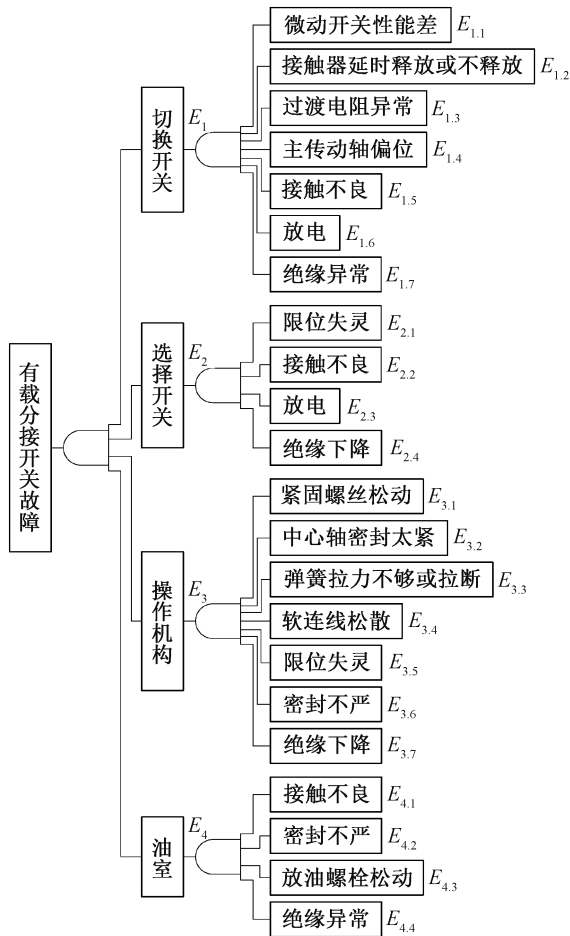 有载分接开关故障
切换开关 E1
微动开关性能差 E1.1
接触器延时释放或不释放 E1.2
过渡电阻异常 E1.3
主传动轴偏位 E1.4
接触不良 E1.5
放电 E1.6
绝缘异常 E1.7
选择开关 E2
限位失灵 E2.1
接触不良 E2.2
放电 E2.3
绝缘下降 E2.4
操作机构 E3
紧固螺丝松动 E3.1
中心轴密封太紧 E3.2
弹簧拉力不够或拉断 E3.3
软连线松散 E3.4
限位失灵 E3.5
密封不严 E3.6
绝缘下降 E3.7
油室 E4
接触不良 E4.1
密封不严 E4.2
放油螺栓松动 E4.3
绝缘异常 E4.4